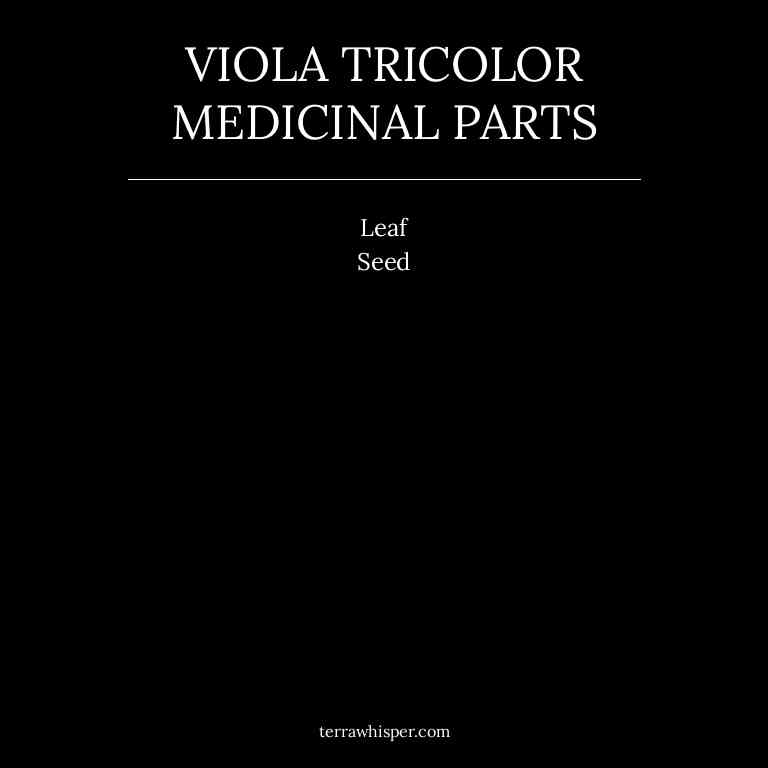 VIOLA TRICOLOR
MEDICINAL PARTS
Leaf
Seed
terrawhisper.com